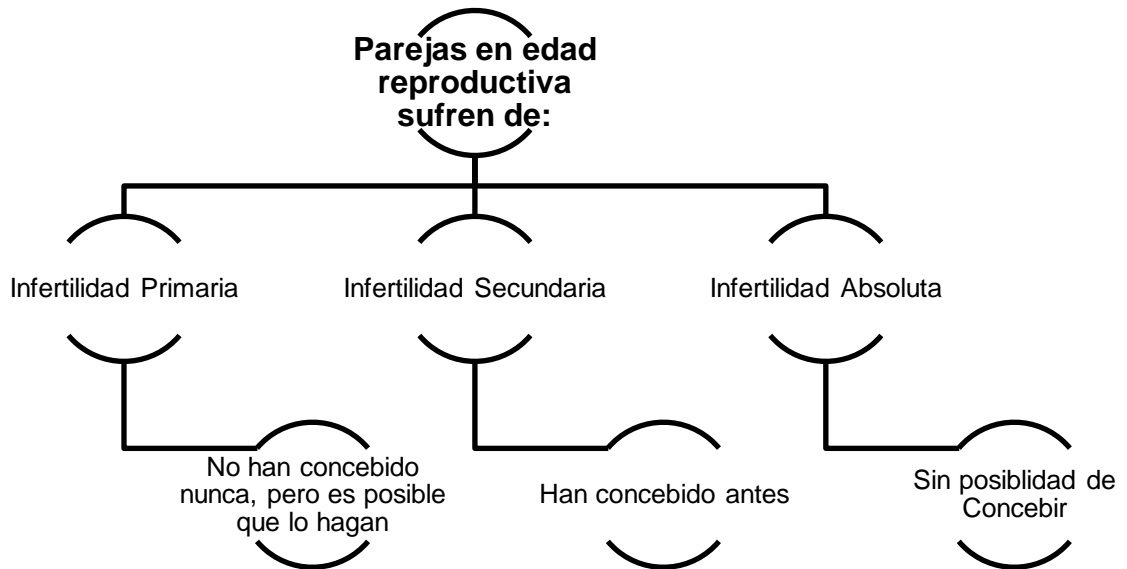 Parejas en edad
reproductiva
sufren de:
Infertilidad Primaria
Infertilidad Secundaria
Infertilidad Absoluta
No han concebido
nunca, pero es posible
que lo hagan
Han concebido antes
Sin posiblidad de
Concebir